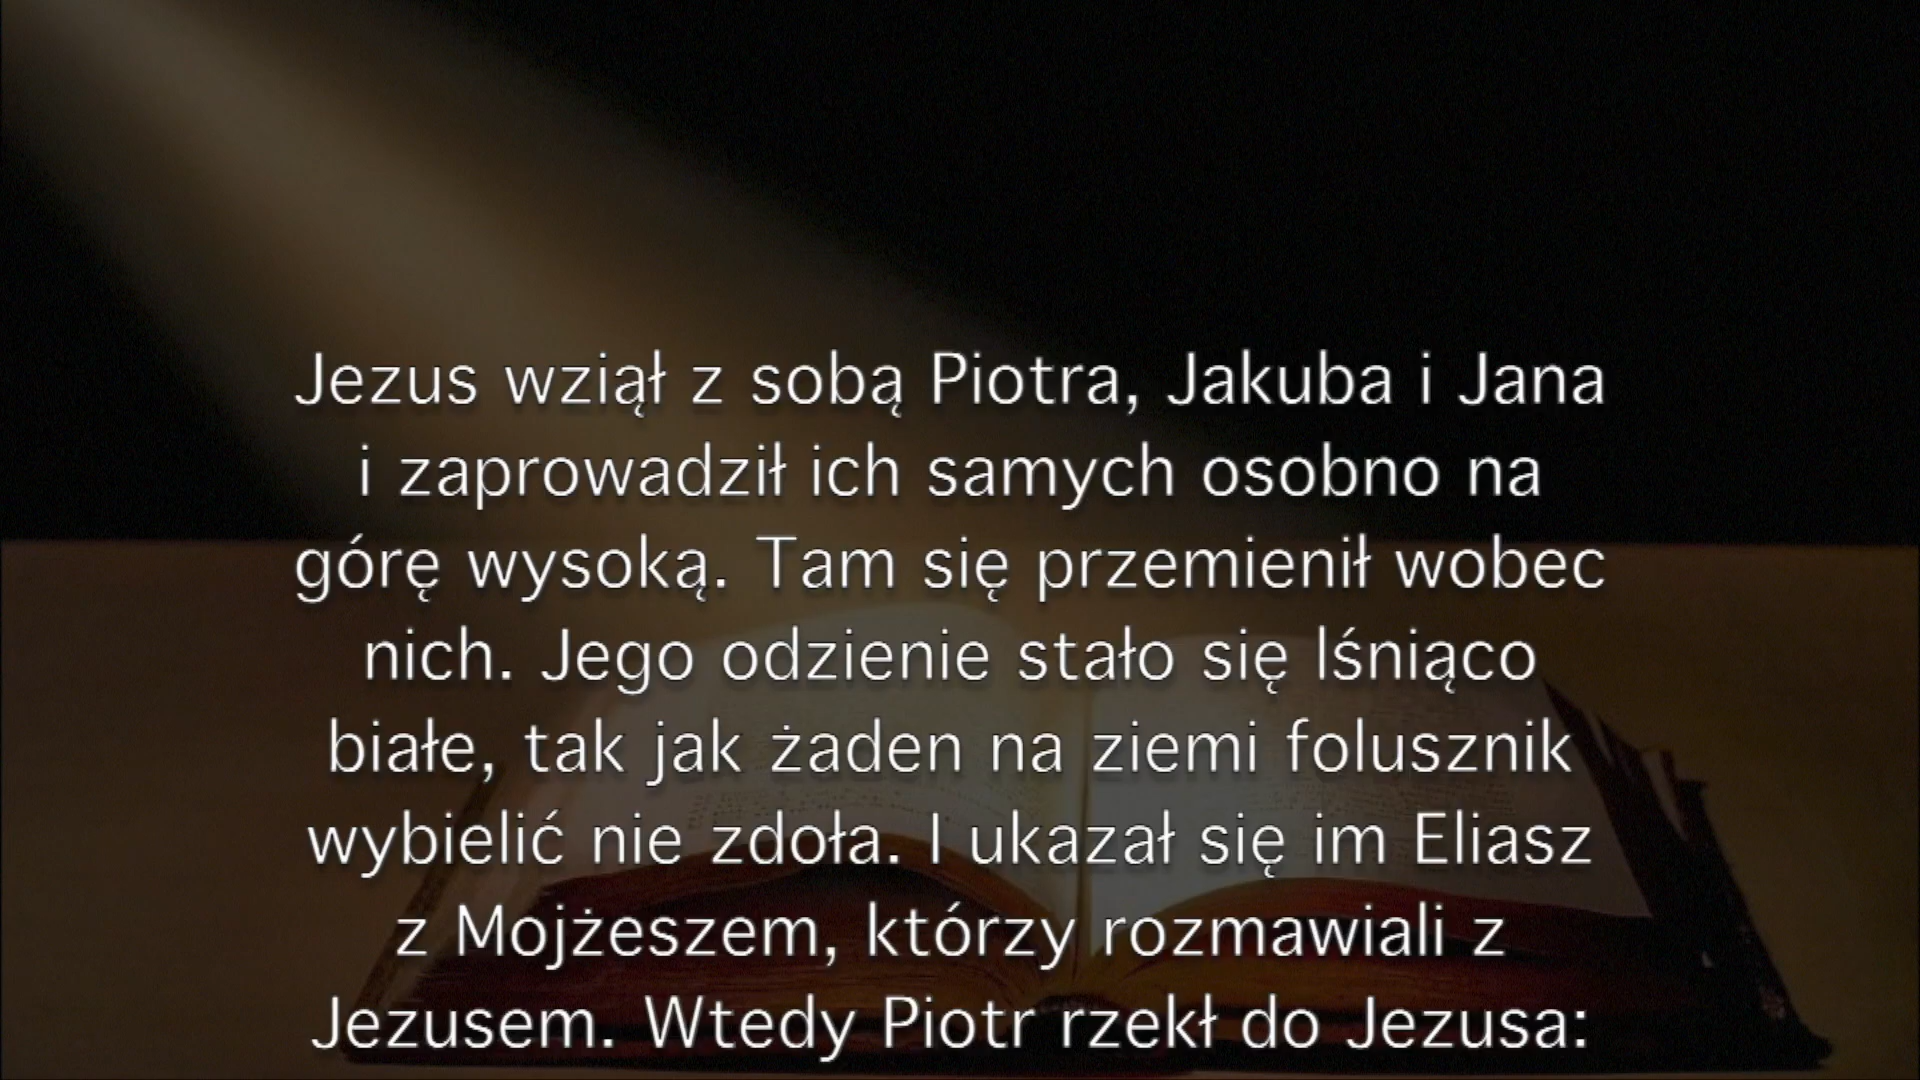 Jezus wziął z sobą Piotra, Jakuba i Jana
i zaprowadził ich samych osobno na
górę wysoką. Tam się przemienił wobec
nich. Jego odzienie stało się lśniąco
białe, tak jak żaden na ziemi folusznik
wybielić nie zdoła. I ukazał się im Eliasz
z Mojżeszem, którzy rozmawiali z
Jezusem. Wtedy Piotr rzekł do Jezusa: